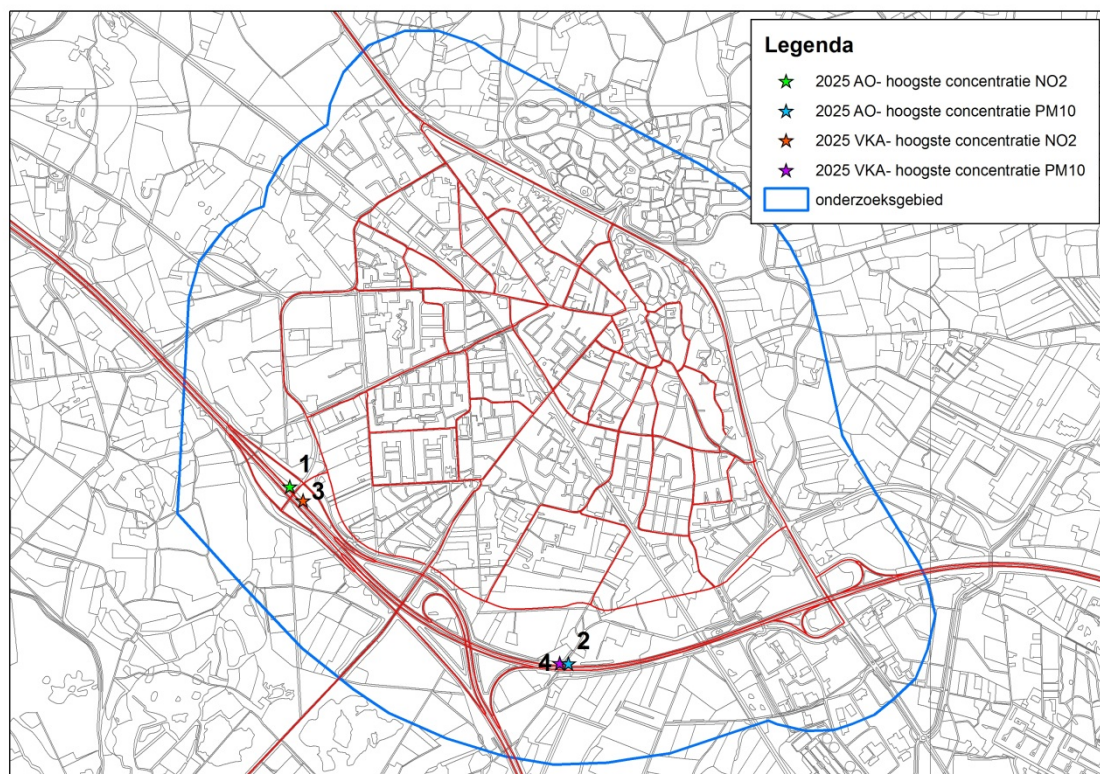 Legenda
2025 AO- hoogste concentratie NO2
2025 AO- hoogste concentratie PM10
2025 VKA- hoogste concentratie NO2
2025 VKA- hoogste concentratie PM10
onderzoeksgebied
1
3
2
4